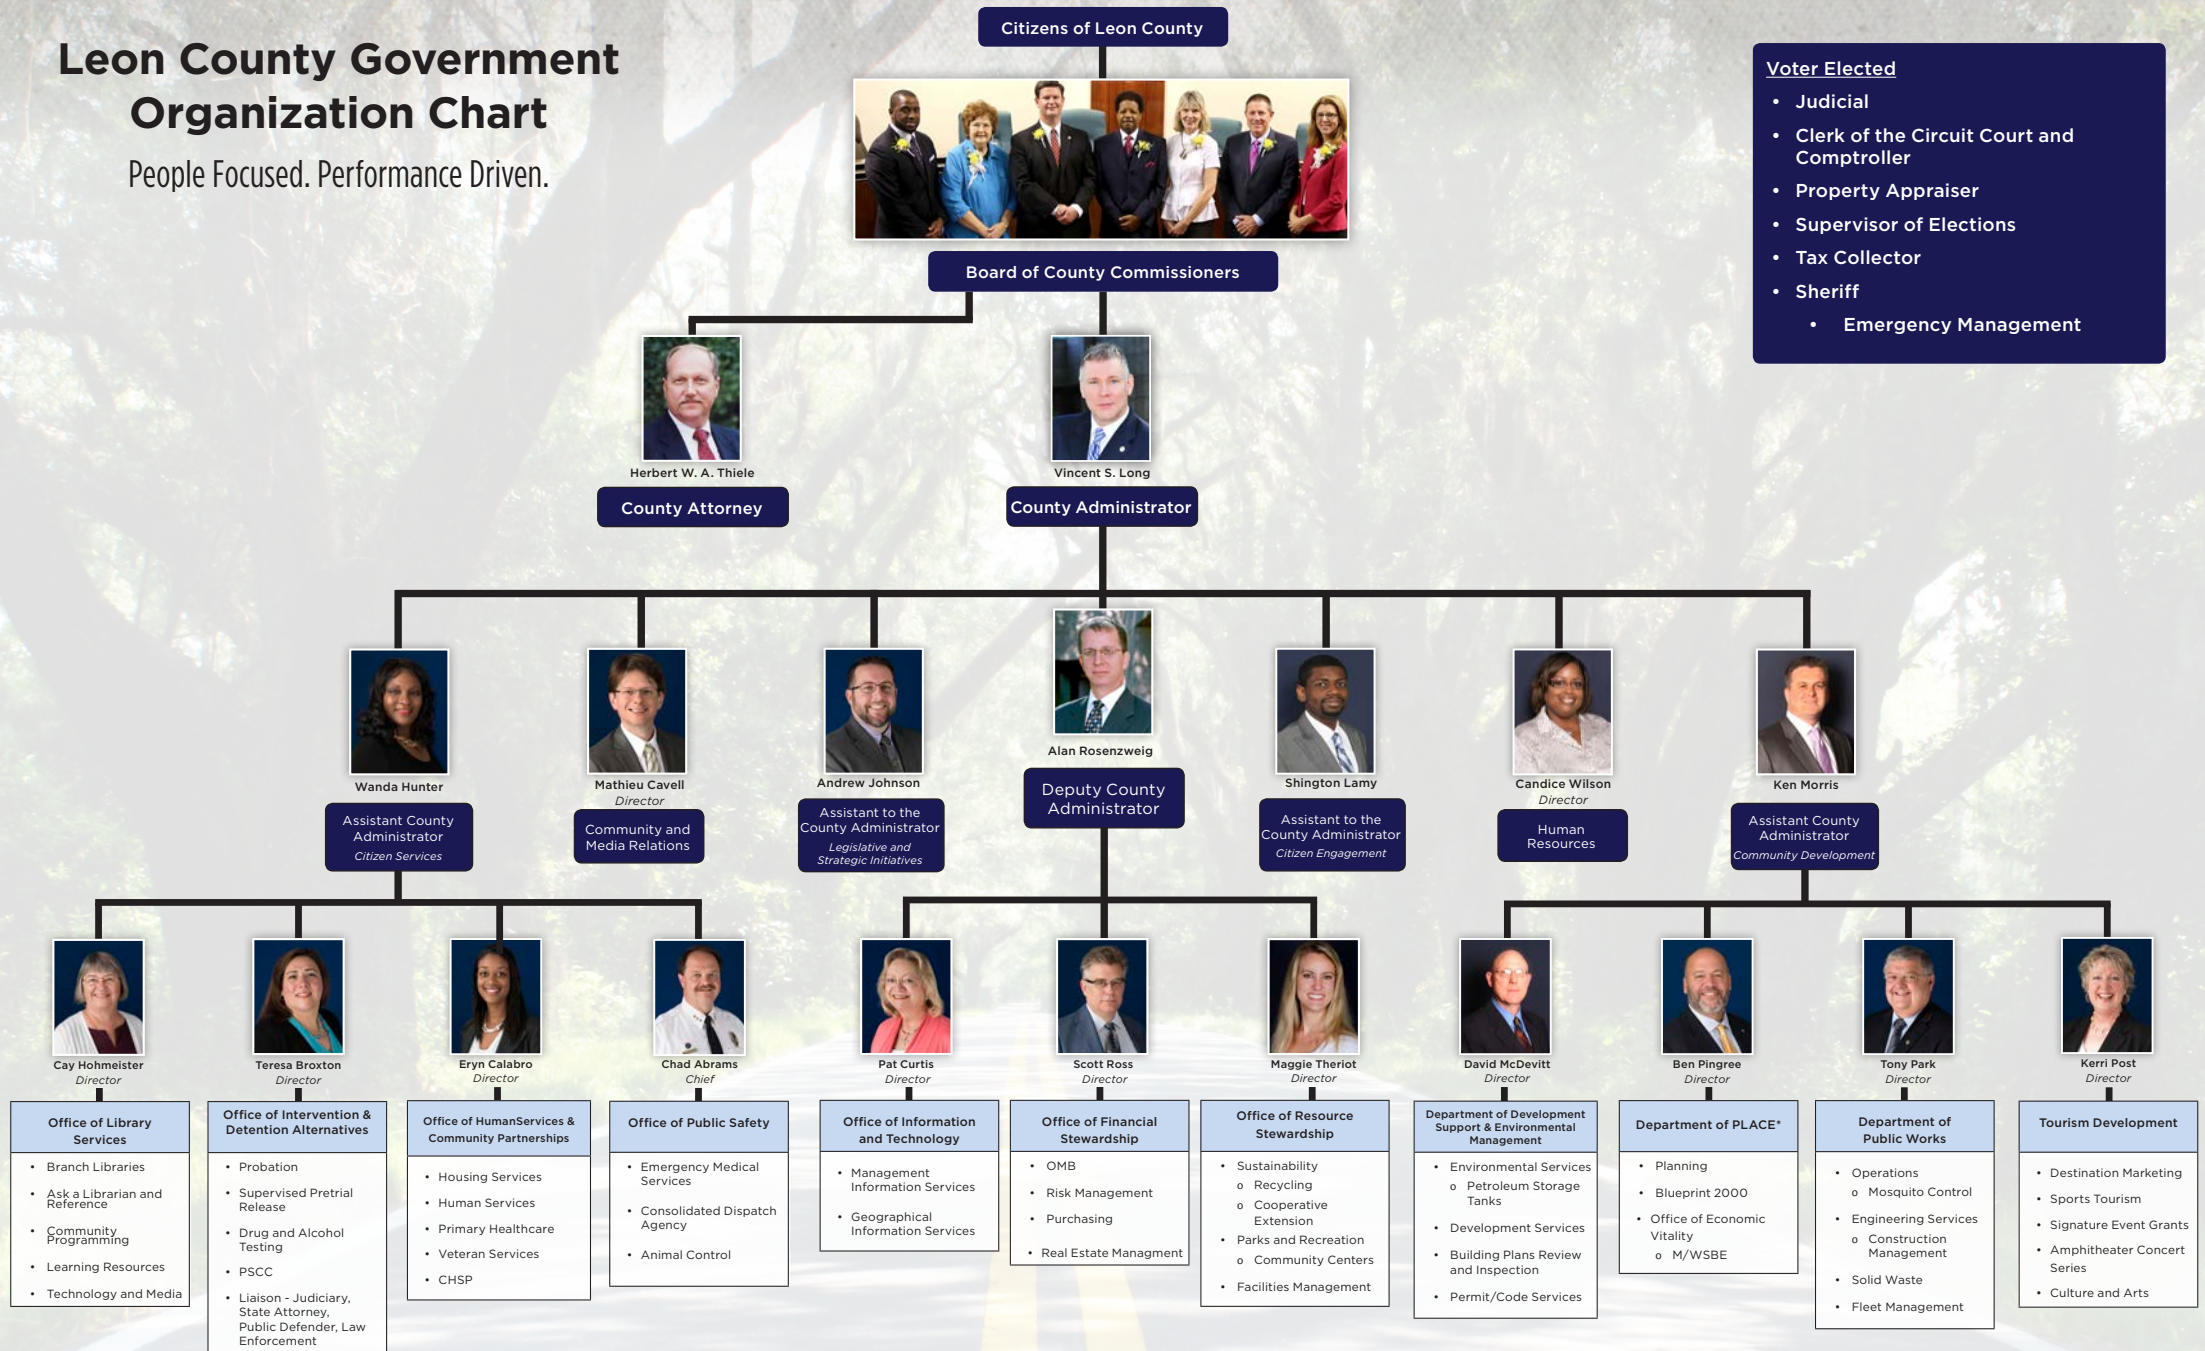 Leon County Government
Organization Chart
People Focused. Performance Driven.
Citizens of Leon County
Board of County Commissioners
Voter Elected
• Judicial
• Clerk of the Circuit Court and
Comptroller
• Property Appraiser
• Supervisor of Elections
• Tax Collector
• Sheriff
• Emergency Management
Herbert W. A. Thiele
County Attorney
Vincent S. Long
County Administrator
Wanda Hunter
Assistant County
Administrator
Citizen Services
Mathieu Cavell
Director
Community and
Media Relations
Andrew Johnson
Assistant to the
County Administrator
Legislative and
Strategic Initiatives
Alan Rosenzweig
Deputy County
Administrator
Shington Lamy
Assistant to the
County Administrator
Citizen Engagement
Candice Wilson
Director
Human
Resources
Ken Morris
Assistant County
Administrator
Community Development
Cay Hohmeister
Director
Office of Library
Services
• Branch Libraries
• Ask a Librarian and
Reference
• Community
Programming
• Learning Resources
• Technology and Media
Teresa Broxton
Director
Office of Intervention &
Detention Alternatives
• Probation
• Supervised Pretrial
Release
• Drug and Alcohol
Testing
• PSCC
• Liaison - Judiciary,
State Attorney,
Public Defender, Law
Enforcement
Eryn Calabro
Director
Office of HumanServices &
Community Partnerships
• Housing Services
• Human Services
• Primary Healthcare
• Veteran Services
• CHSP
Chad Abrams
Chief
Office of Public Safety
• Emergency Medical
Services
• Consolidated Dispatch
Agency
• Animal Control
Pat Curtis
Director
Office of Information
and Technology
• Management
Information Services
• Geographical
Information Services
Scott Ross
Director
Office of Financial
Stewardship
• OMB
• Risk Management
• Purchasing
• Real Estate Managment
Maggie Theriot
Director
Office of Resource
Stewardship
• Sustainability
o Recycling
o Cooperative
Extension
• Parks and Recreation
o Community Centers
• Facilities Management
David McDevitt
Director
Department of Development
Support & Environmental
Management
• Environmental Services
o Petroleum Storage
Tanks
• Development Services
• Building Plans Review
and Inspection
• Permit/Code Services
Ben Pingree
Director
Department of PLACE*
• Planning
• Blueprint 2000
• Office of Economic
Vitality
o M/WSBE
Tony Park
Director
Department of
Public Works
• Operations
o Mosquito Control
• Engineering Services
o Construction
Management
• Solid Waste
• Fleet Management
Kerri Post
Director
Tourism Development
• Destination Marketing
• Sports Tourism
• Signature Event Grants
• Amphitheater Concert
Series
• Culture and Arts